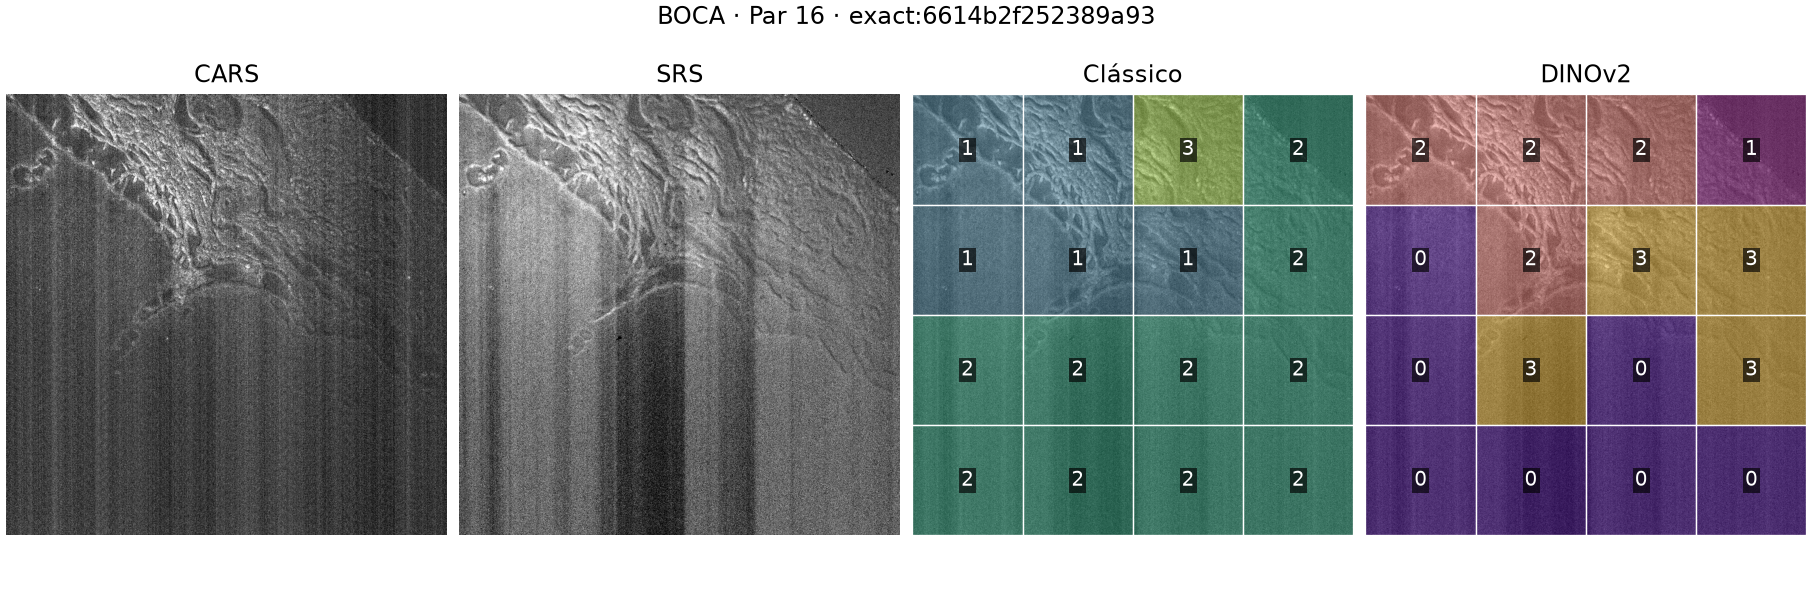 BOCA · Par 16 · exact:6614b2f252389a93
CARS
SRS
Clássico
DINOv2
1 1 3 2
1 1 1 2
2 2 2 2
2 2 2 2
2 2 2 1
0 2 3 3
0 3 0 3
0 0 0 0